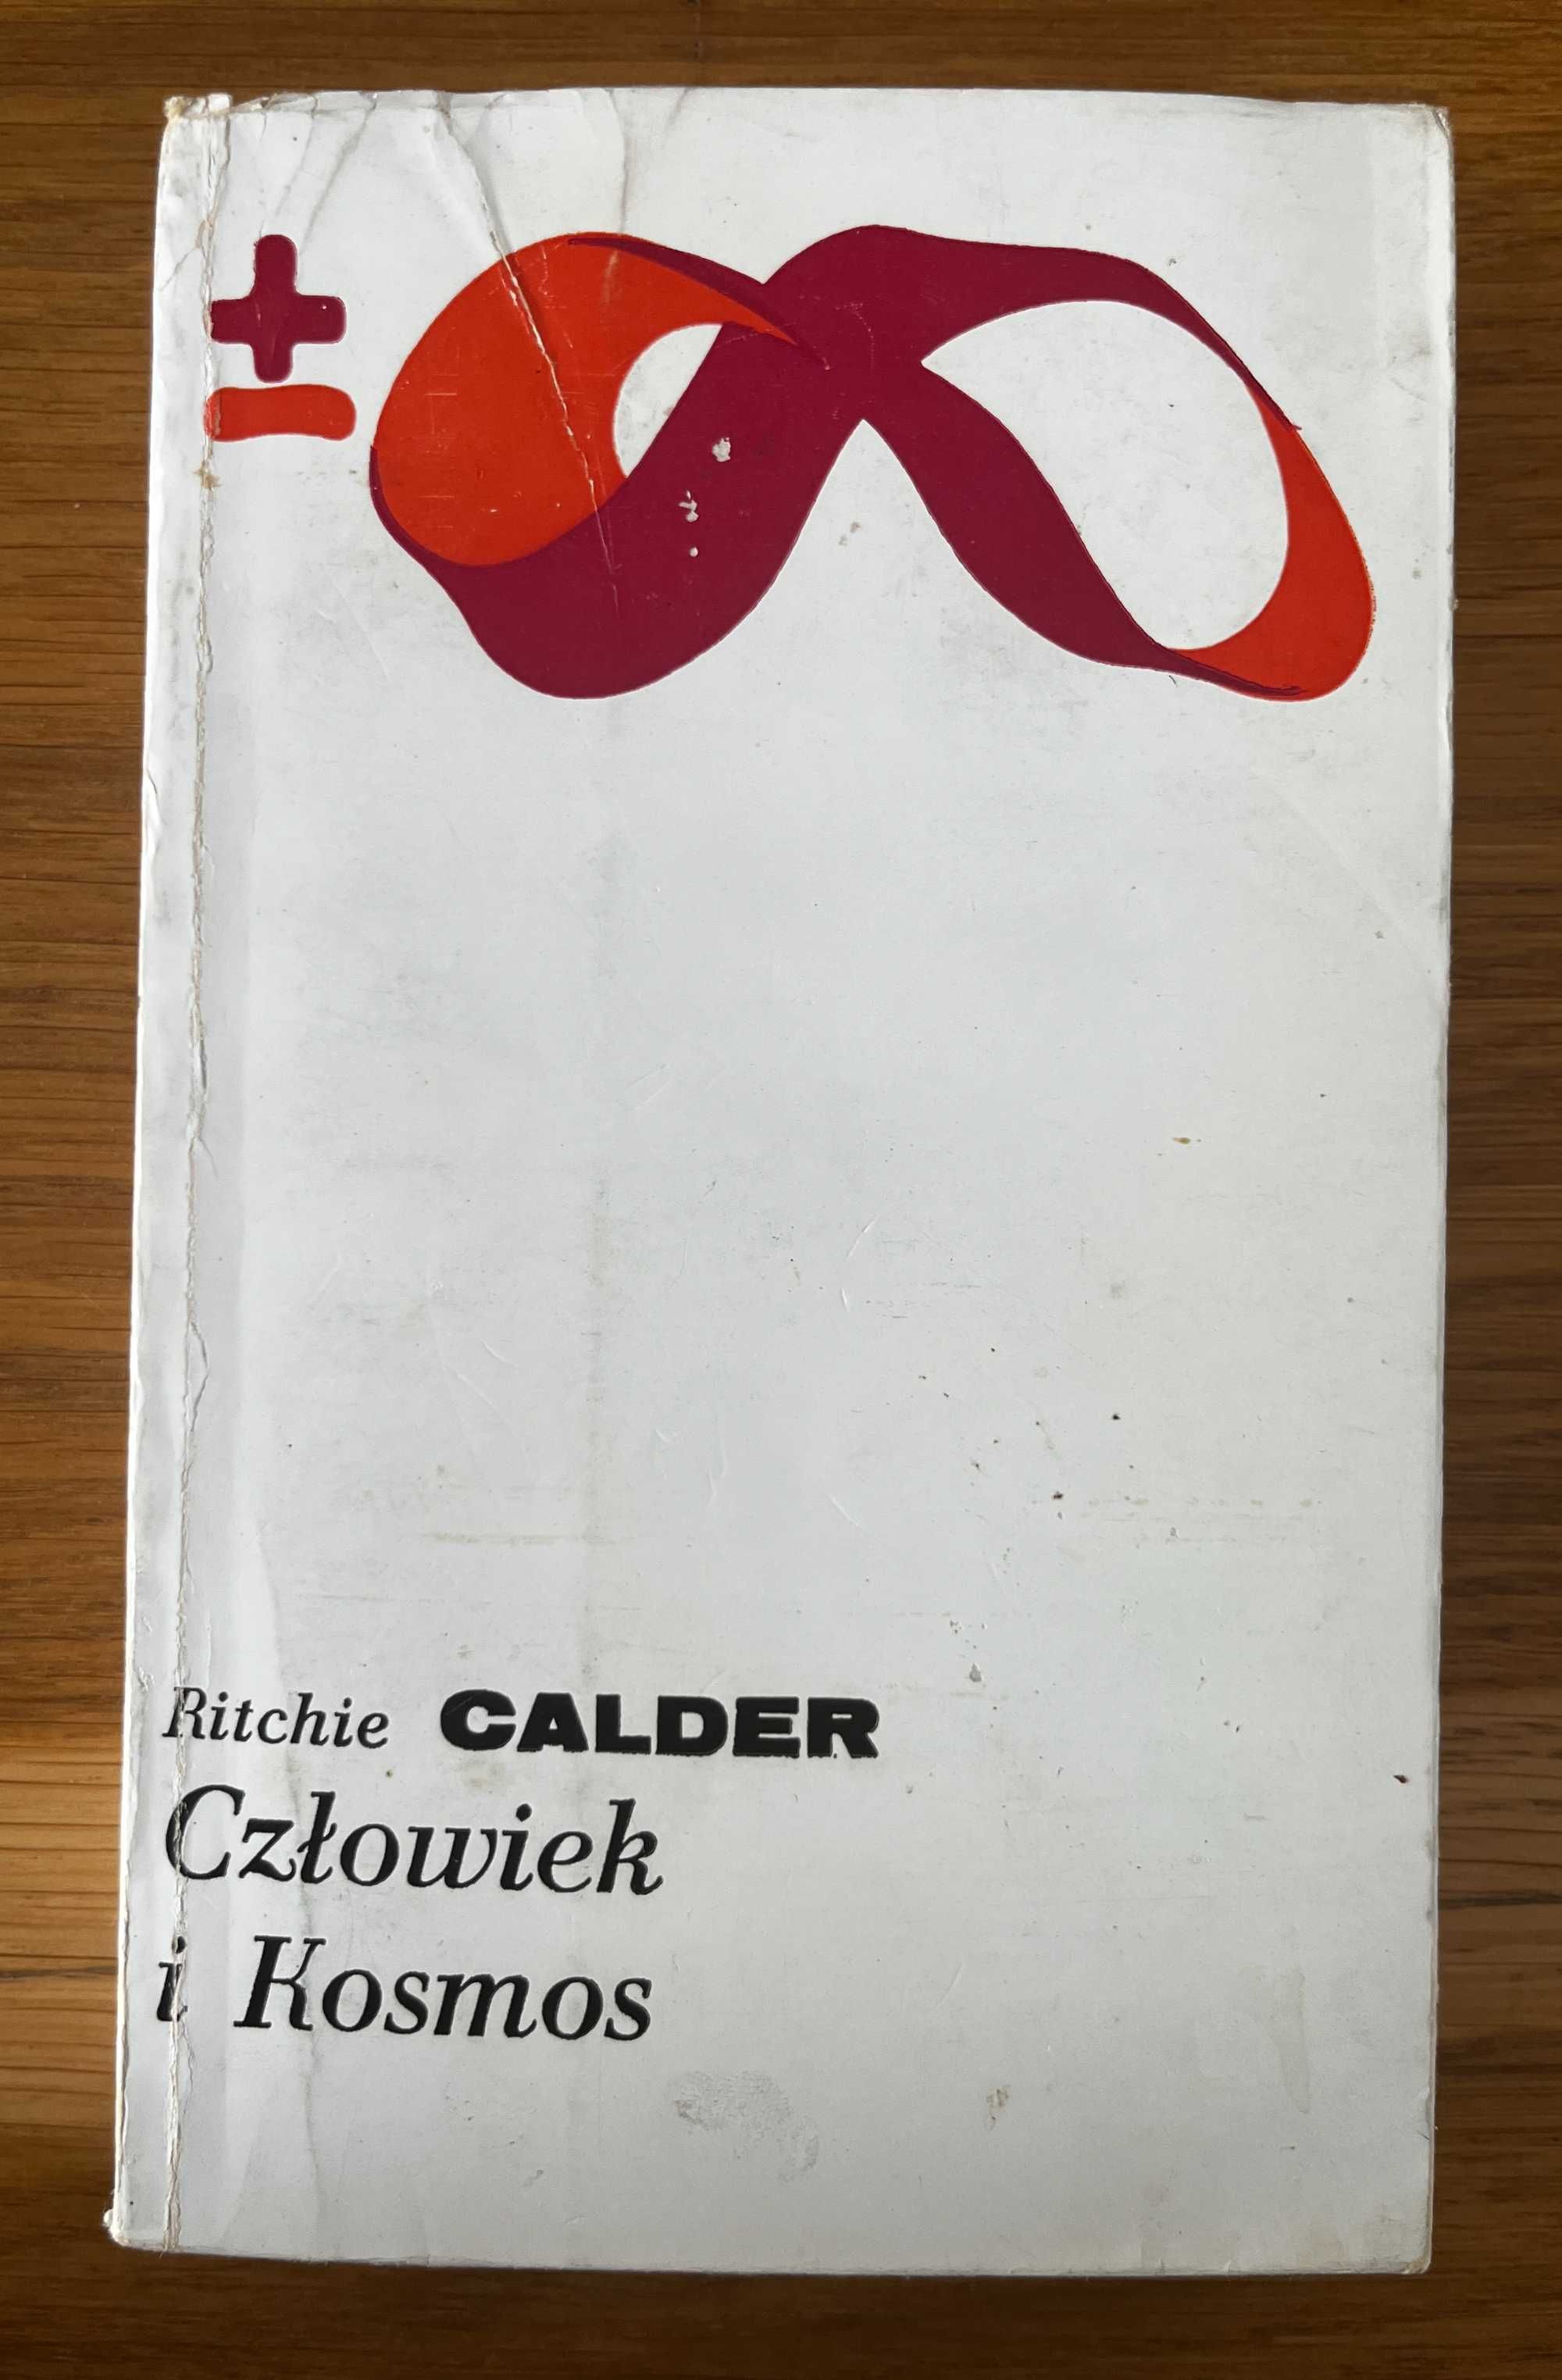 ±
Ritchie CALDER
Człowiek
i Kosmos